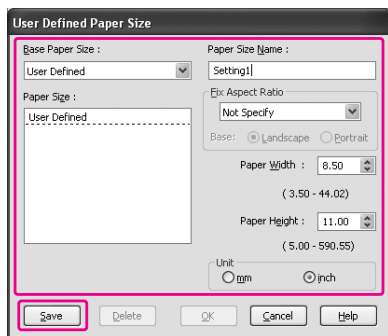 User Defined Paper Size
Base Paper Size :
User Defined
Paper Size :
User Defined
Paper Size Name :
Setting1
Fix Aspect Ratio
Not Specify
Base: Landscape Portrait
Paper Width : 8.50
( 3.50 - 44.02)
Paper Height : 11.00
( 5.00 - 590.55)
Unit
mm inch
Save Delete OK Cancel Help